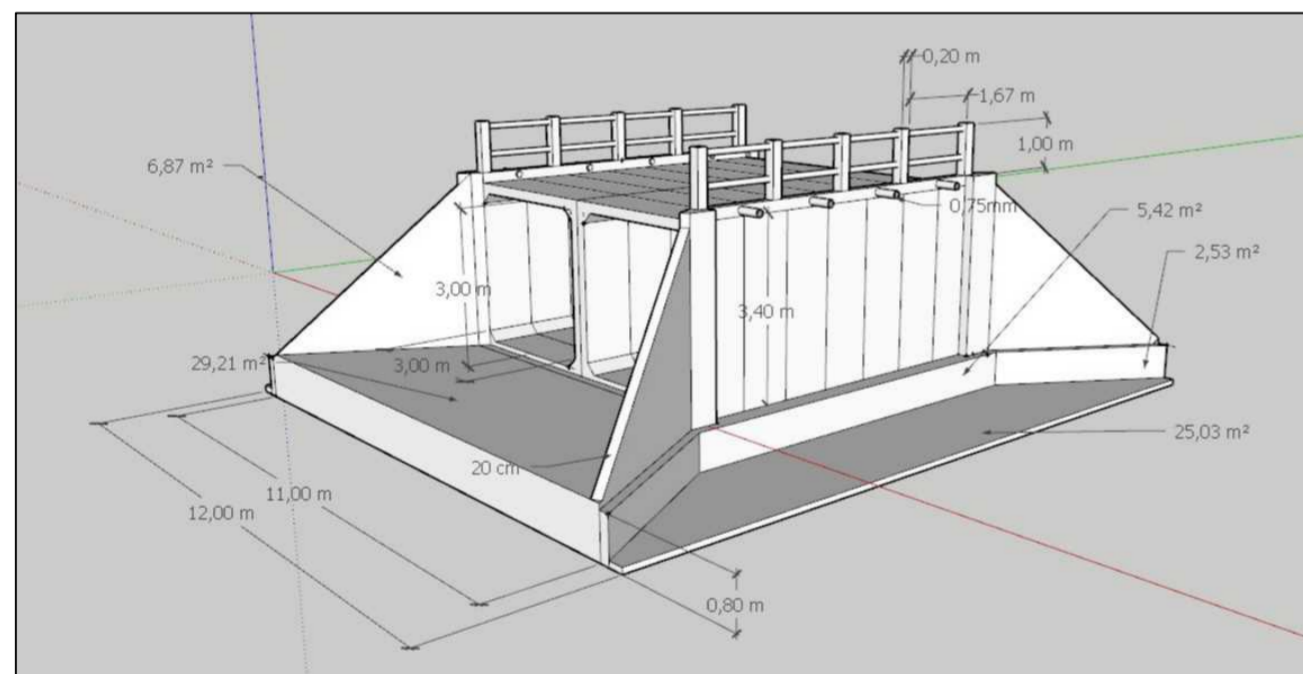 0,20 m
1,67 m
1,00 m
6,87 m²
0,75mm
5,42 m²
2,53 m²
3,00 m
3,40 m
29,21 m²
3,00 m
25,03 m²
20 cm
11,00 m
12,00 m
0,80 m